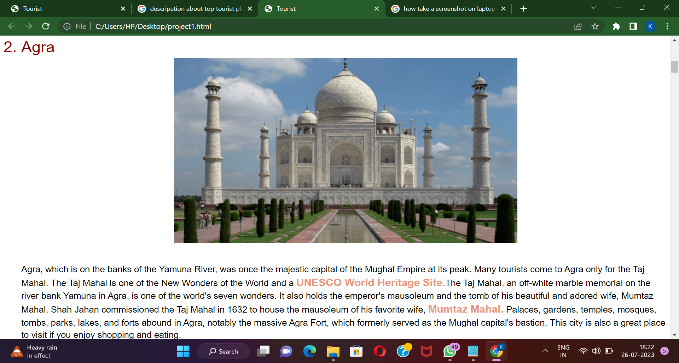 Tourist
descripation about top tourist pl
Tourist
how take a screenshot on laptop
File
C:/Users/HP/Desktop/project1.html
K
2. Agra
Agra, which is on the banks of the Yamuna River, was once the majestic capital of the Mughal Empire at its peak. Many tourists come to Agra only for the Taj
Mahal. The Taj Mahal is one of the New Wonders of the World and a UNESCO World Heritage Site.The Taj Mahal, an off-white marble memorial on the
river bank Yamuna in Agra, is one of the world's seven wonders. It also holds the emperor's mausoleum and the tomb of his beautiful and adored wife, Mumtaz
Mahal. Shah Jahan commissioned the Taj Mahal in 1632 to house the mausoleum of his favorite wife, Mumtaz Mahal. Palaces, gardens, temples, mosques,
tombs, parks, lakes, and forts abound in Agra, notably the massive Agra Fort, which formerly served as the Mughal capital's bastion. This city is also a great place
to visit if you enjoy shopping and eating.
Heavy rain
In effect
Search
49
ENG
IN
18:22
26-07-2023
5